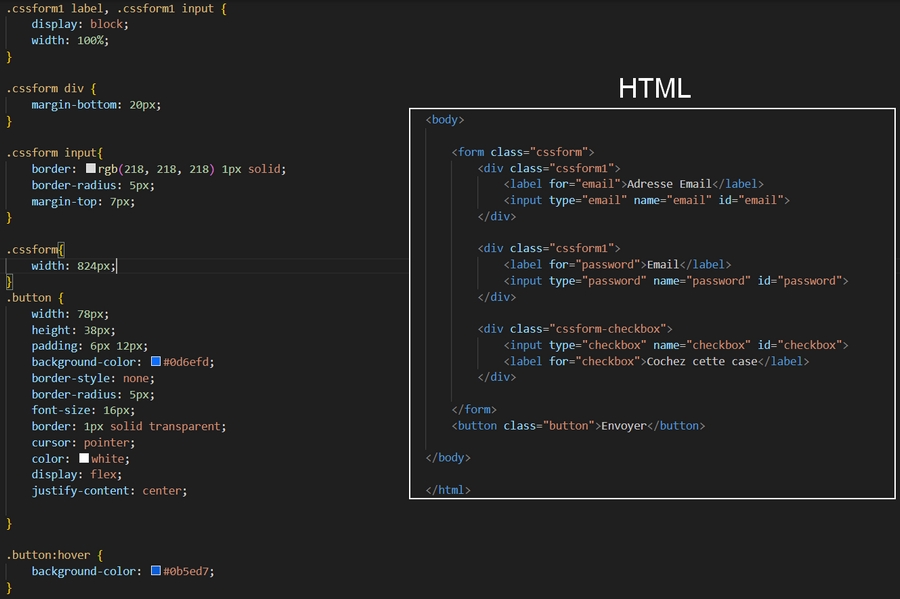 .cssform1 label, .cssform1 input {
    display: block;
    width: 100%;
}

.cssform div {
    margin-bottom: 20px;
}

.cssform input{
    border: rgb(218, 218, 218) 1px solid;
    border-radius: 5px;
    margin-top: 7px;
}

.cssform{
    width: 824px;
}
.button {
    width: 78px;
    height: 38px;
    padding: 6px 12px;
    background-color: #0d6efd;
    border-style: none;
    border-radius: 5px;
    font-size: 16px;
    border: 1px solid transparent;
    cursor: pointer;
    color: white;
    display: flex;
    justify-content: center;

}

.button:hover {
    background-color: #0b5ed7;
}
HTML
<body>

    <form class="cssform">
        <div class="cssform1">
            <label for="email">Adresse Email</label>
            <input type="email" name="email" id="email">
        </div>

        <div class="cssform1">
            <label for="password">Email</label>
            <input type="password" name="password" id="password">
        </div>

        <div class="cssform-checkbox">
            <input type="checkbox" name="checkbox" id="checkbox">
            <label for="checkbox">Cochez cette case</label>
        </div>

    </form>
    <button class="button">Envoyer</button>

</body>

</html>